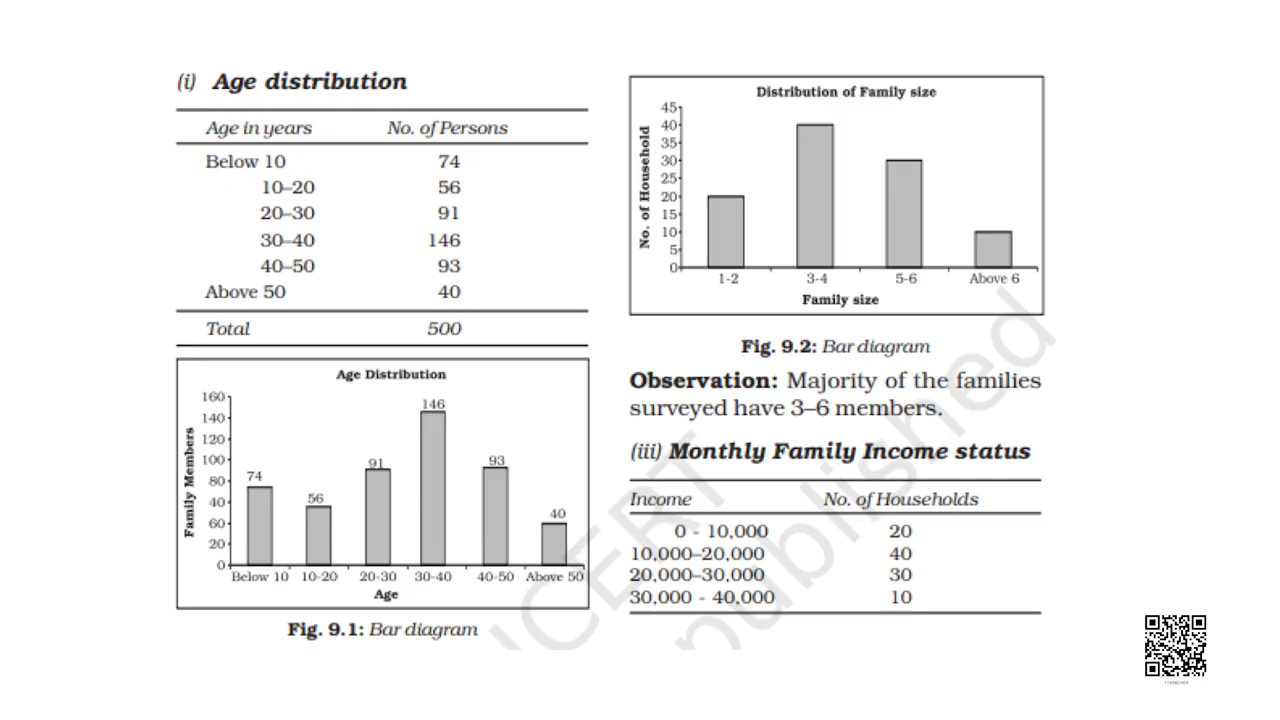 (i) Age distribution
Age in years No. of Persons
Below 10 74
10–20 56
20–30 91
30–40 146
40–50 93
Above 50 40
Total 500
Age Distribution
Family Members
160
140
120
100
80
40
60
20
0
74
56
91
146
93
40
Below 10 10-20 20-30 30-40 40-50 Above 50
Age
Fig. 9.1: Bar diagram
Distribution of Family size
No. of Household
45
40
35
30
25
20
15
10
5
0
1-2 3-4 5-6 Above 6
Family size
Fig. 9.2: Bar diagram
Observation: Majority of the families
surveyed have 3–6 members.
(iii) Monthly Family Income status
Income No. of Households
0 - 10,000 20
10,000–20,000 40
20,000–30,000 30
30,000 - 40,000 10
NCERT
published